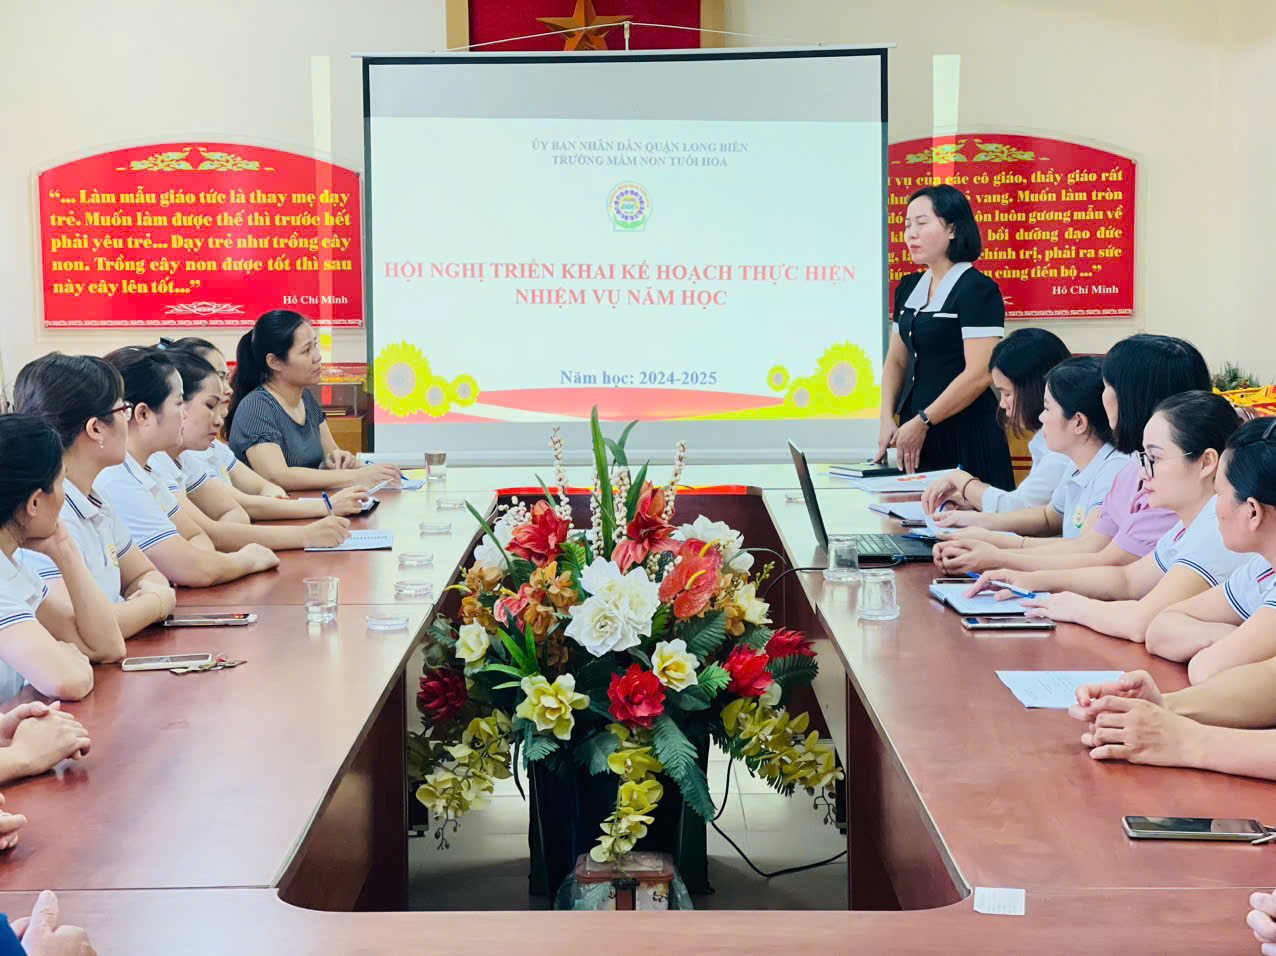 ỦY BAN NHÂN DÂN QUẬN LONG BIÊN
TRƯỜNG MẦM NON TUỔI HOA
HỘI NGHỊ TRIỂN KHAI KẾ HOẠCH THỰC HIỆN
NHIỆM VỤ NĂM HỌC
Năm học: 2024-2025
“... Làm mẫu giáo tức là thay mẹ dạy
trẻ. Muốn làm được thế thì trước hết
phải yêu trẻ... Dạy trẻ như trồng cây
non. Trồng cây non được tốt thì sau
này cây lên tốt...”
Hồ Chí Minh
vụ của các cô giáo, thầy giáo rất
vang. Muốn làm tròn
luôn gương mẫu về
bồi dưỡng đạo đức
chính trị, phải ra sức
cùng tiến bộ ...”
Hồ Chí Minh